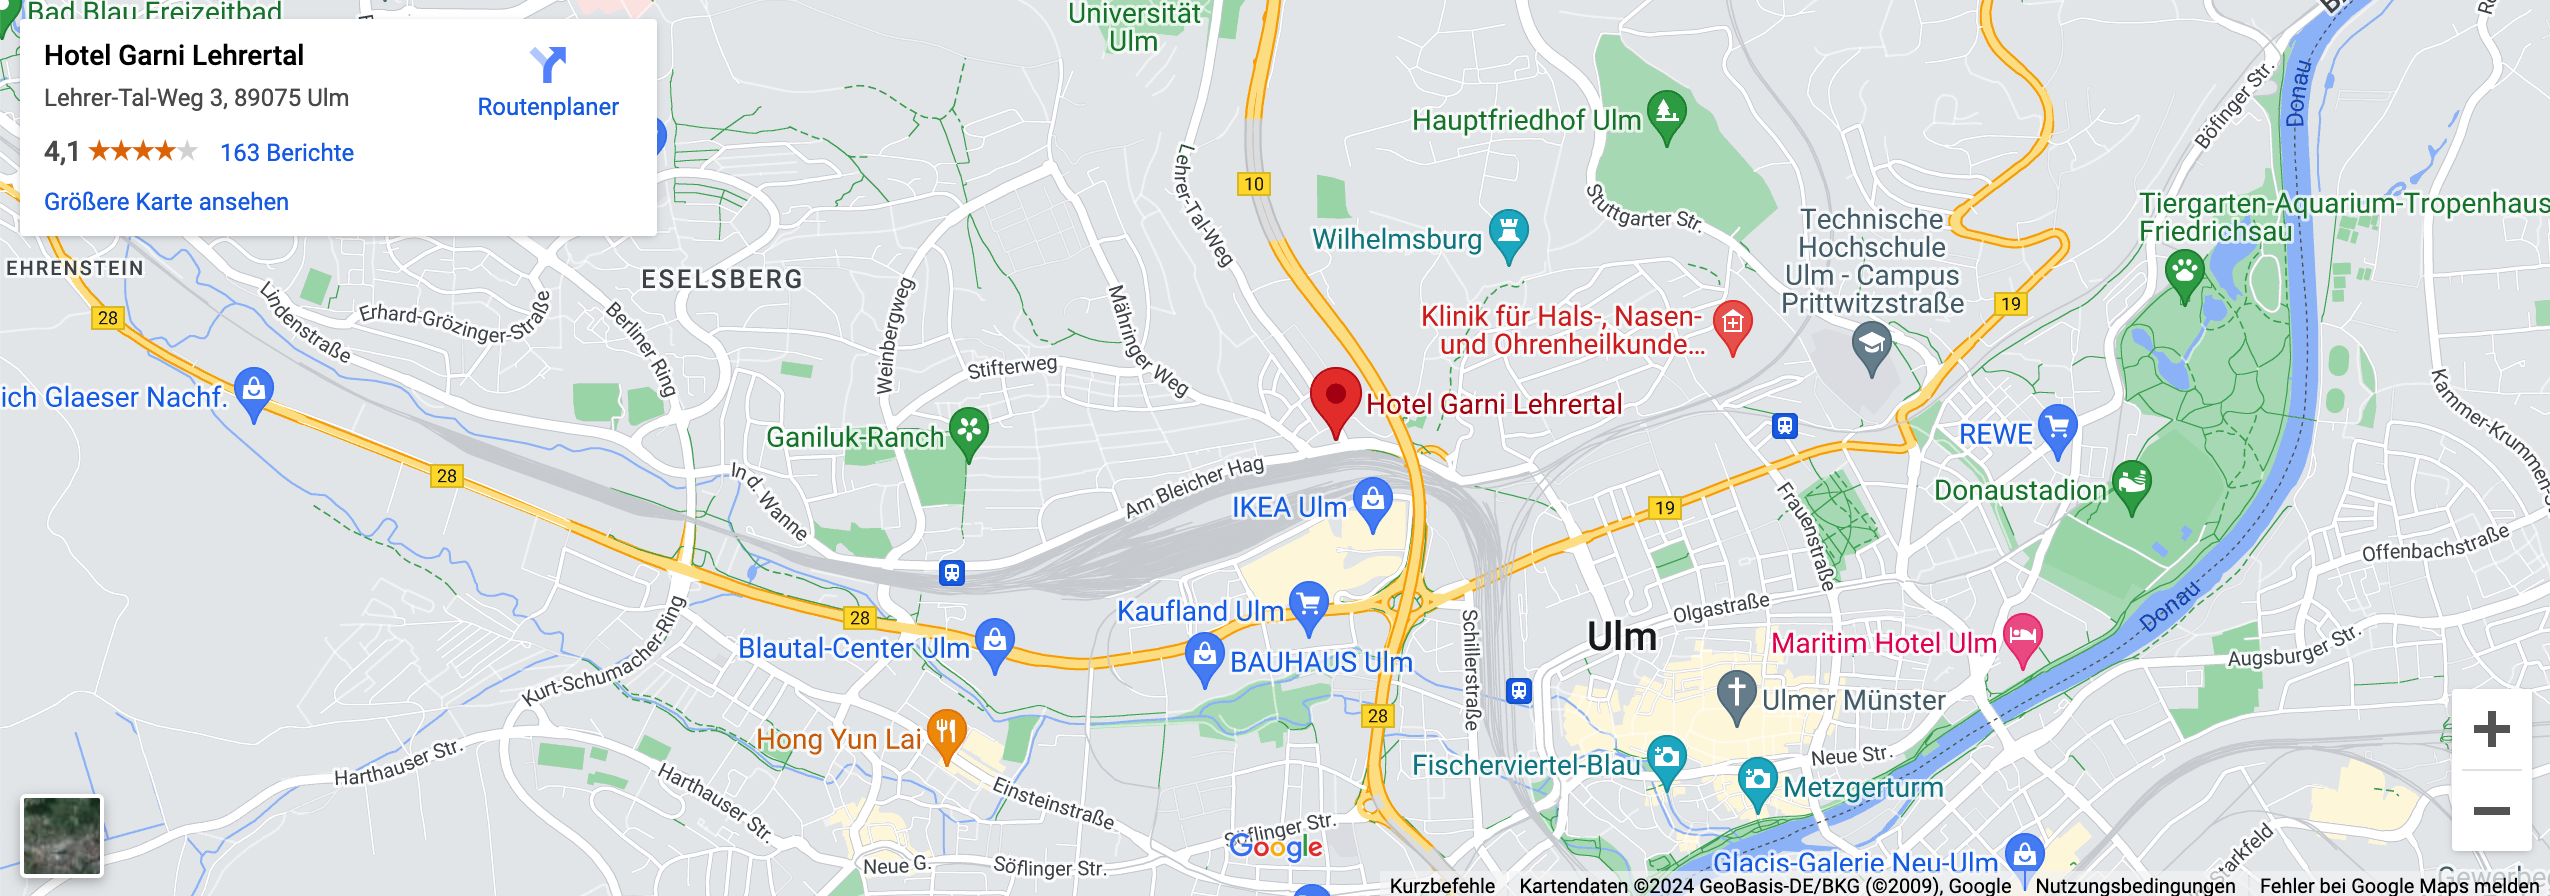 Bad Blau Freizeitbad
Hotel Garni Lehrertal
Lehrer-Tal-Weg 3, 89075 Ulm
Routenplaner
4,1
163 Berichte
Größere Karte ansehen
Universität
Ulm
10
Lehrer-Tal-Weg
Hauptfriedhof Ulm
Stuttgarter Str.
Wilhelmsburg
Technische
Hochschule
Ulm - Campus
Prittwitzstraße
Böfinger Str.
Donau
Tiergarten-Aquarium-Tropenhaus
Friedrichsau
EHRENSTEIN
ESELSBERG
28
Lindenstraße
Erhard-Grözinger-Straße
Berliner Ring
Weinbergweg
Mähringer Weg
Stifterweg
Klinik für Hals-, Nasen-
und Ohrenheilkunde...
19
ich Glaeser Nachf.
Hotel Garni Lehrertal
Ganiluk-Ranch
REWE
Kammer-Krummen-S
28
In d. Wanne
Am Bleicher Hag
IKEA Ulm
19
Frauenstraße
Donaustadion
Offenbachstraße
28
Kaufland Ulm
Olgastraße
Donau
Blautal-Center Ulm
BAUHAUS Ulm
Schillerstraße
Ulm
Maritim Hotel Ulm
Augsburger Str.
Kurt-Schumacher-Ring
28
Ulmer Münster
Hong Yun Lai
Harthauser Str.
Harthauser Str.
Einsteinstraße
Fischerviertel-Blau
Neue Str.
Metzgerturm
Söflinger Str.
Google
Neue G.
Söflinger Str.
Glacis-Galerie Neu-Ulm
Starkfeld
Gewerbe
Kurzbefehle
Kartendaten ©2024 GeoBasis-DE/BKG (©2009), Google
Nutzungsbedingungen
Fehler bei Google Maps melden